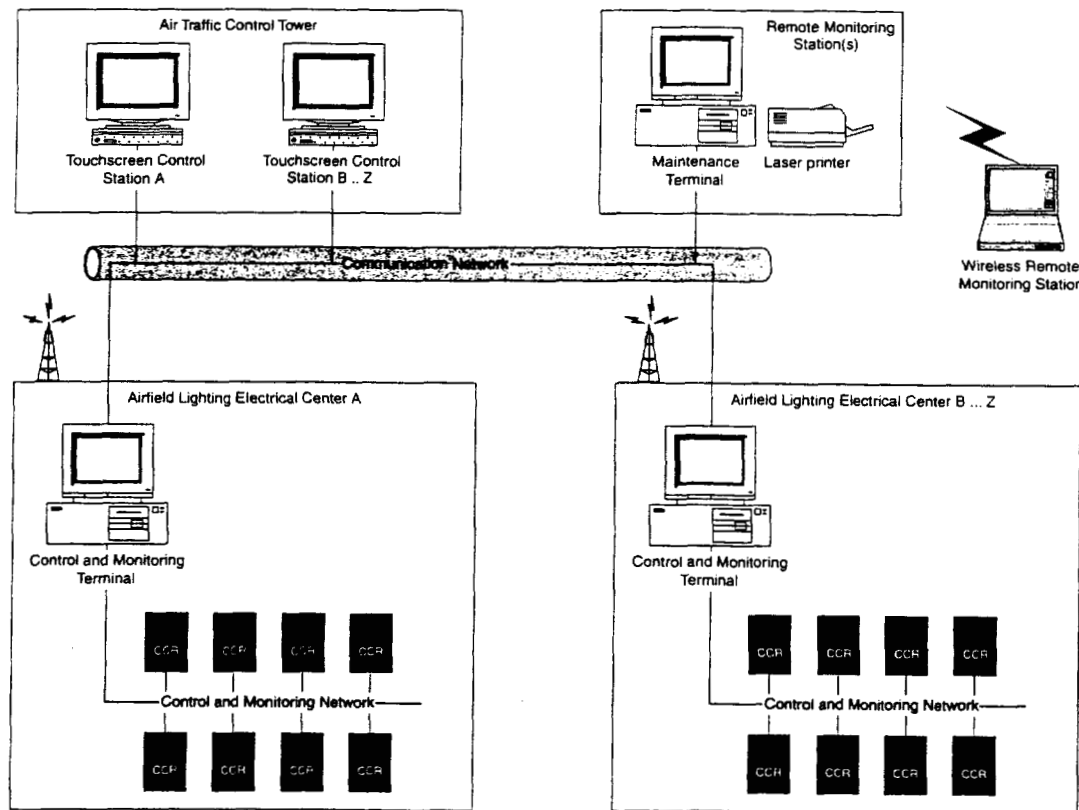 Air Traffic Control Tower
Touchscreen Control
Station A
Touchscreen Control
Station B .. Z
Remote Monitoring
Station(s)
Maintenance
Terminal
Laser printer
Wireless Remote
Monitoring Station
Communication Network
Airfield Lighting Electrical Center A
Control and Monitoring
Terminal
CCR CCR CCR CCR
Control and Monitoring Network
CCR CCR CCR CCR
Airfield Lighting Electrical Center B ... Z
Control and Monitoring
Terminal
CCR CCR CCR CCR
Control and Monitoring Network
CCR CCR CCR CCR